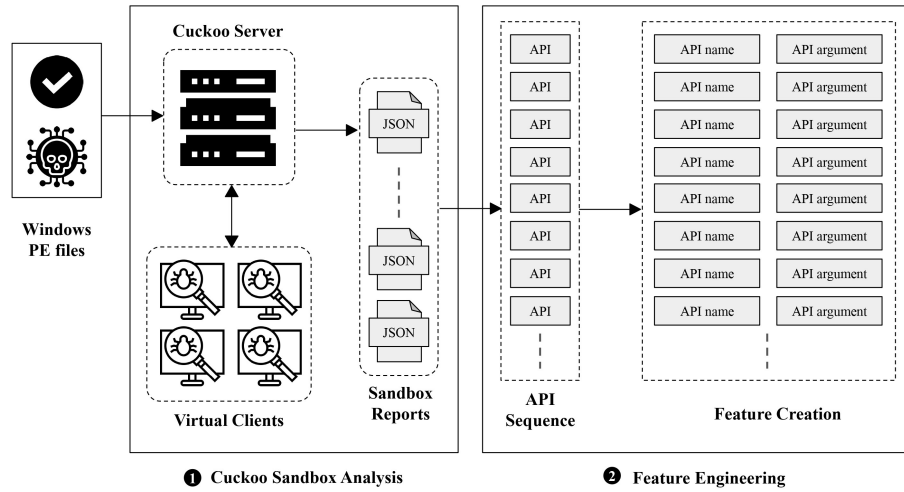 Cuckoo Server
JSON
JSON
JSON
Windows
PE files
Virtual Clients
Sandbox
Reports
1 Cuckoo Sandbox Analysis
API
API
API
API
API
API
API
API
API
Sequence
API name API argument
API name API argument
API name API argument
API name API argument
API name API argument
API name API argument
API name API argument
API name API argument
Feature Creation
2 Feature Engineering